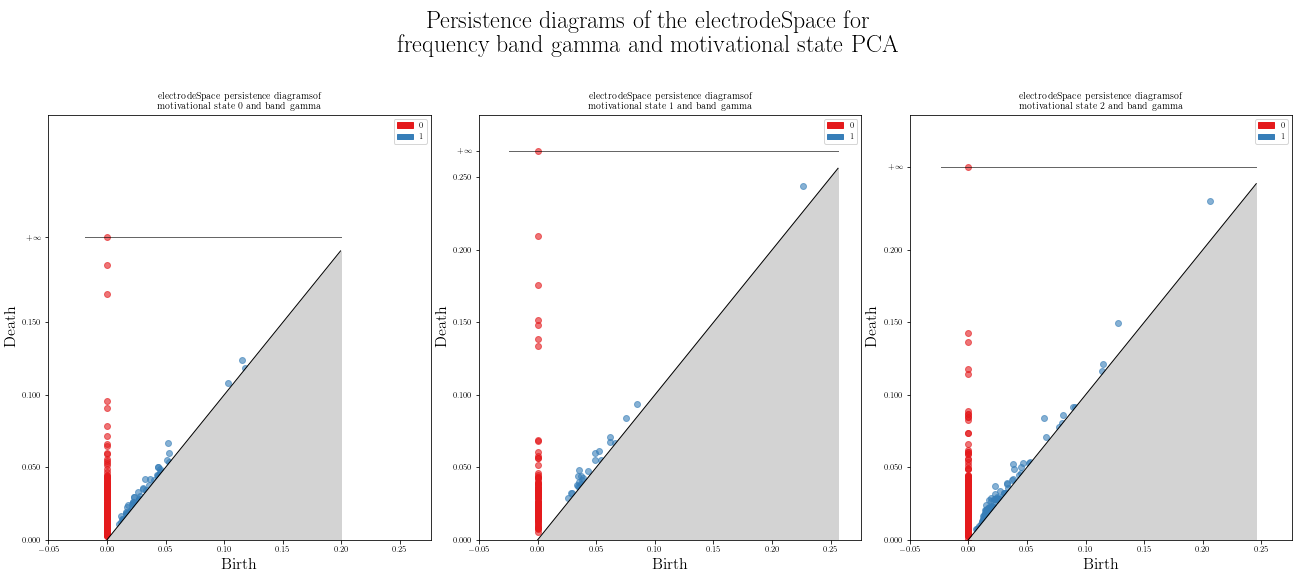 Persistence diagrams of the electrodeSpace for
frequency band gamma and motivational state PCA
electrodeSpace persistence diagramsof
motivational state 0 and band gamma
0
1
+∞
0.150
0.100
0.050
0.000
−0.05 0.00 0.05 0.10 0.15 0.20 0.25
Birth
Death
electrodeSpace persistence diagramsof
motivational state 1 and band gamma
0
1
+∞
0.250
0.200
0.150
0.100
0.050
0.000
−0.05 0.00 0.05 0.10 0.15 0.20 0.25
Birth
Death
electrodeSpace persistence diagramsof
motivational state 2 and band gamma
0
1
+∞
0.200
0.150
0.100
0.050
0.000
−0.05 0.00 0.05 0.10 0.15 0.20 0.25
Birth
Death